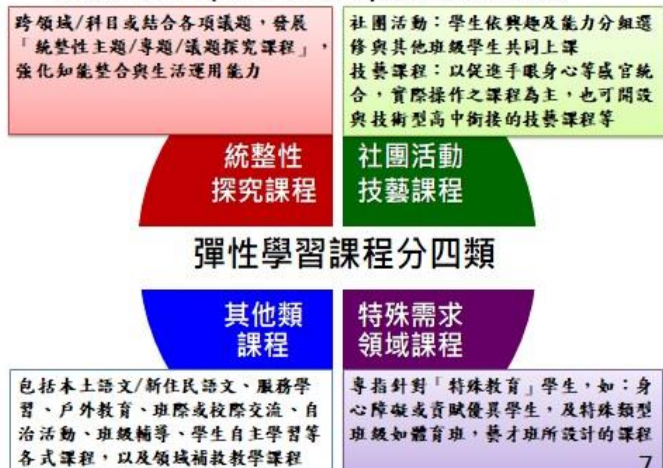 跨領域/科目或結合各項議題，發展
「統整性主題/專題/議題探究課程」，
強化知能整合與生活運用能力
社團活動：學生依興趣及能力分組選
修與其他班級學生共同上課
技藝課程：以促進手眼身心等感官統
合，實際操作之課程為主，也可開設
與技術型高中銜接的技藝課程等
統整性
探究課程
社團活動
技藝課程
彈性學習課程分四類
其他類
課程
特殊需求
領域課程
包括本土語文/新住民語文、服務學
習、戶外教育、班際或校際交流、自
治活動、班級輔導、學生自主學習等
各式課程，以及領域補救教學課程
專指針對「特殊教育」學生，如：身
心障礙或資賦優異學生，及特殊類型
班級如體育班，藝才班所設計的課程
7